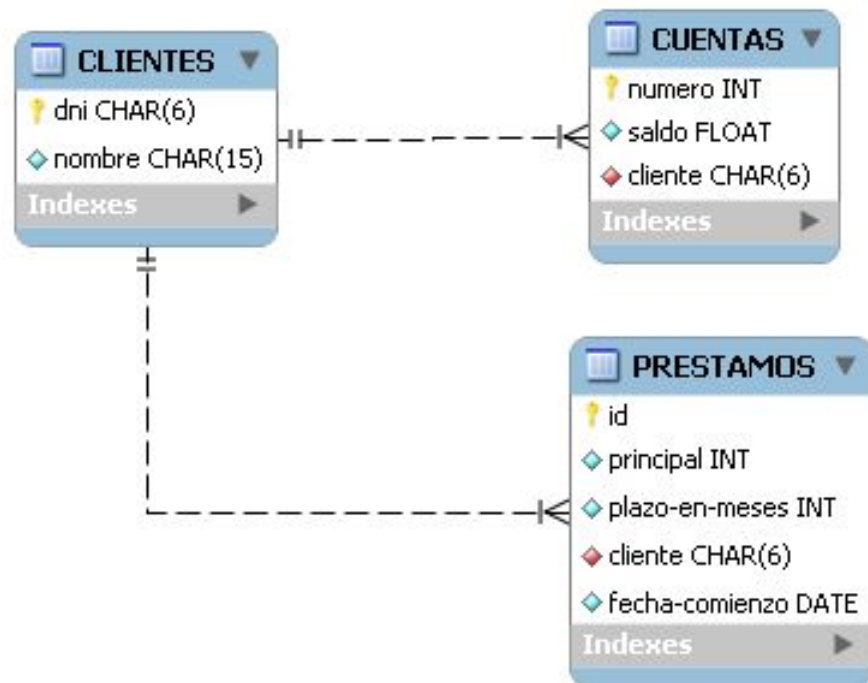 CLIENTES
dni CHAR(6)
nombre CHAR(15)
Indexes
CUENTAS
numero INT
saldo FLOAT
cliente CHAR(6)
Indexes
PRESTAMOS
id
principal INT
plazo-en-meses INT
cliente CHAR(6)
fecha-comienzo DATE
Indexes